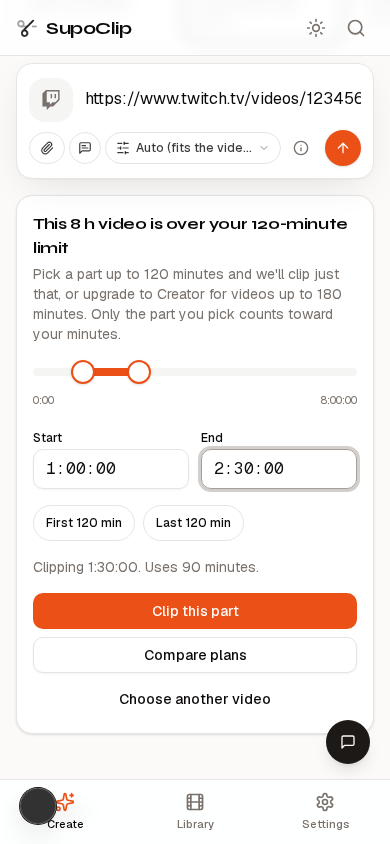 SupoClip
https://www.twitch.tv/videos/123456
Auto (fits the vide...
This 8 h video is over your 120-minute
limit
Pick a part up to 120 minutes and we'll clip just
that, or upgrade to Creator for videos up to 180
minutes. Only the part you pick counts toward
your minutes.
0:00 8:00:00
Start End
1:00:00 2:30:00
First 120 min Last 120 min
Clipping 1:30:00. Uses 90 minutes.
Clip this part
Compare plans
Choose another video
Create Library Settings